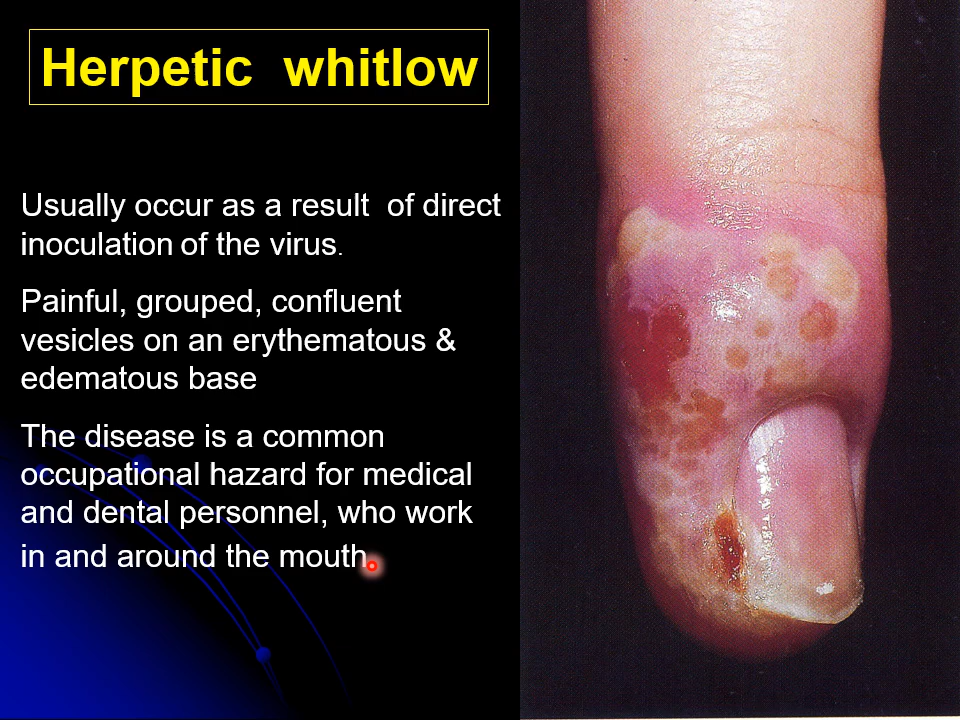 Herpetic  whitlow
Usually occur as a result  of direct
inoculation of the virus.
Painful, grouped, confluent
vesicles on an erythematous &
edematous base
The disease is a common
occupational hazard for medical
and dental personnel, who work
in and around the mouth.